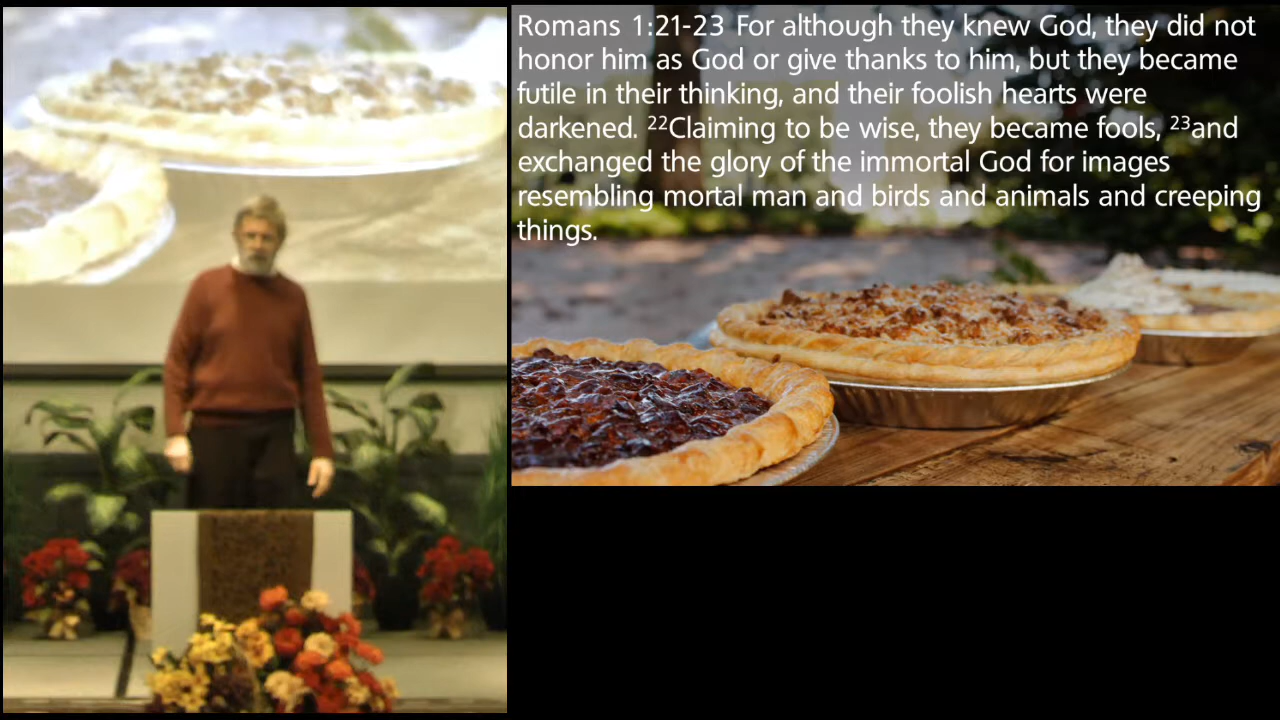 Romans 1:21-23 For although they knew God, they did not
honor him as God or give thanks to him, but they became
futile in their thinking, and their foolish hearts were
darkened. ²²Claiming to be wise, they became fools, ²³and
exchanged the glory of the immortal God for images
resembling mortal man and birds and animals and creeping
things.